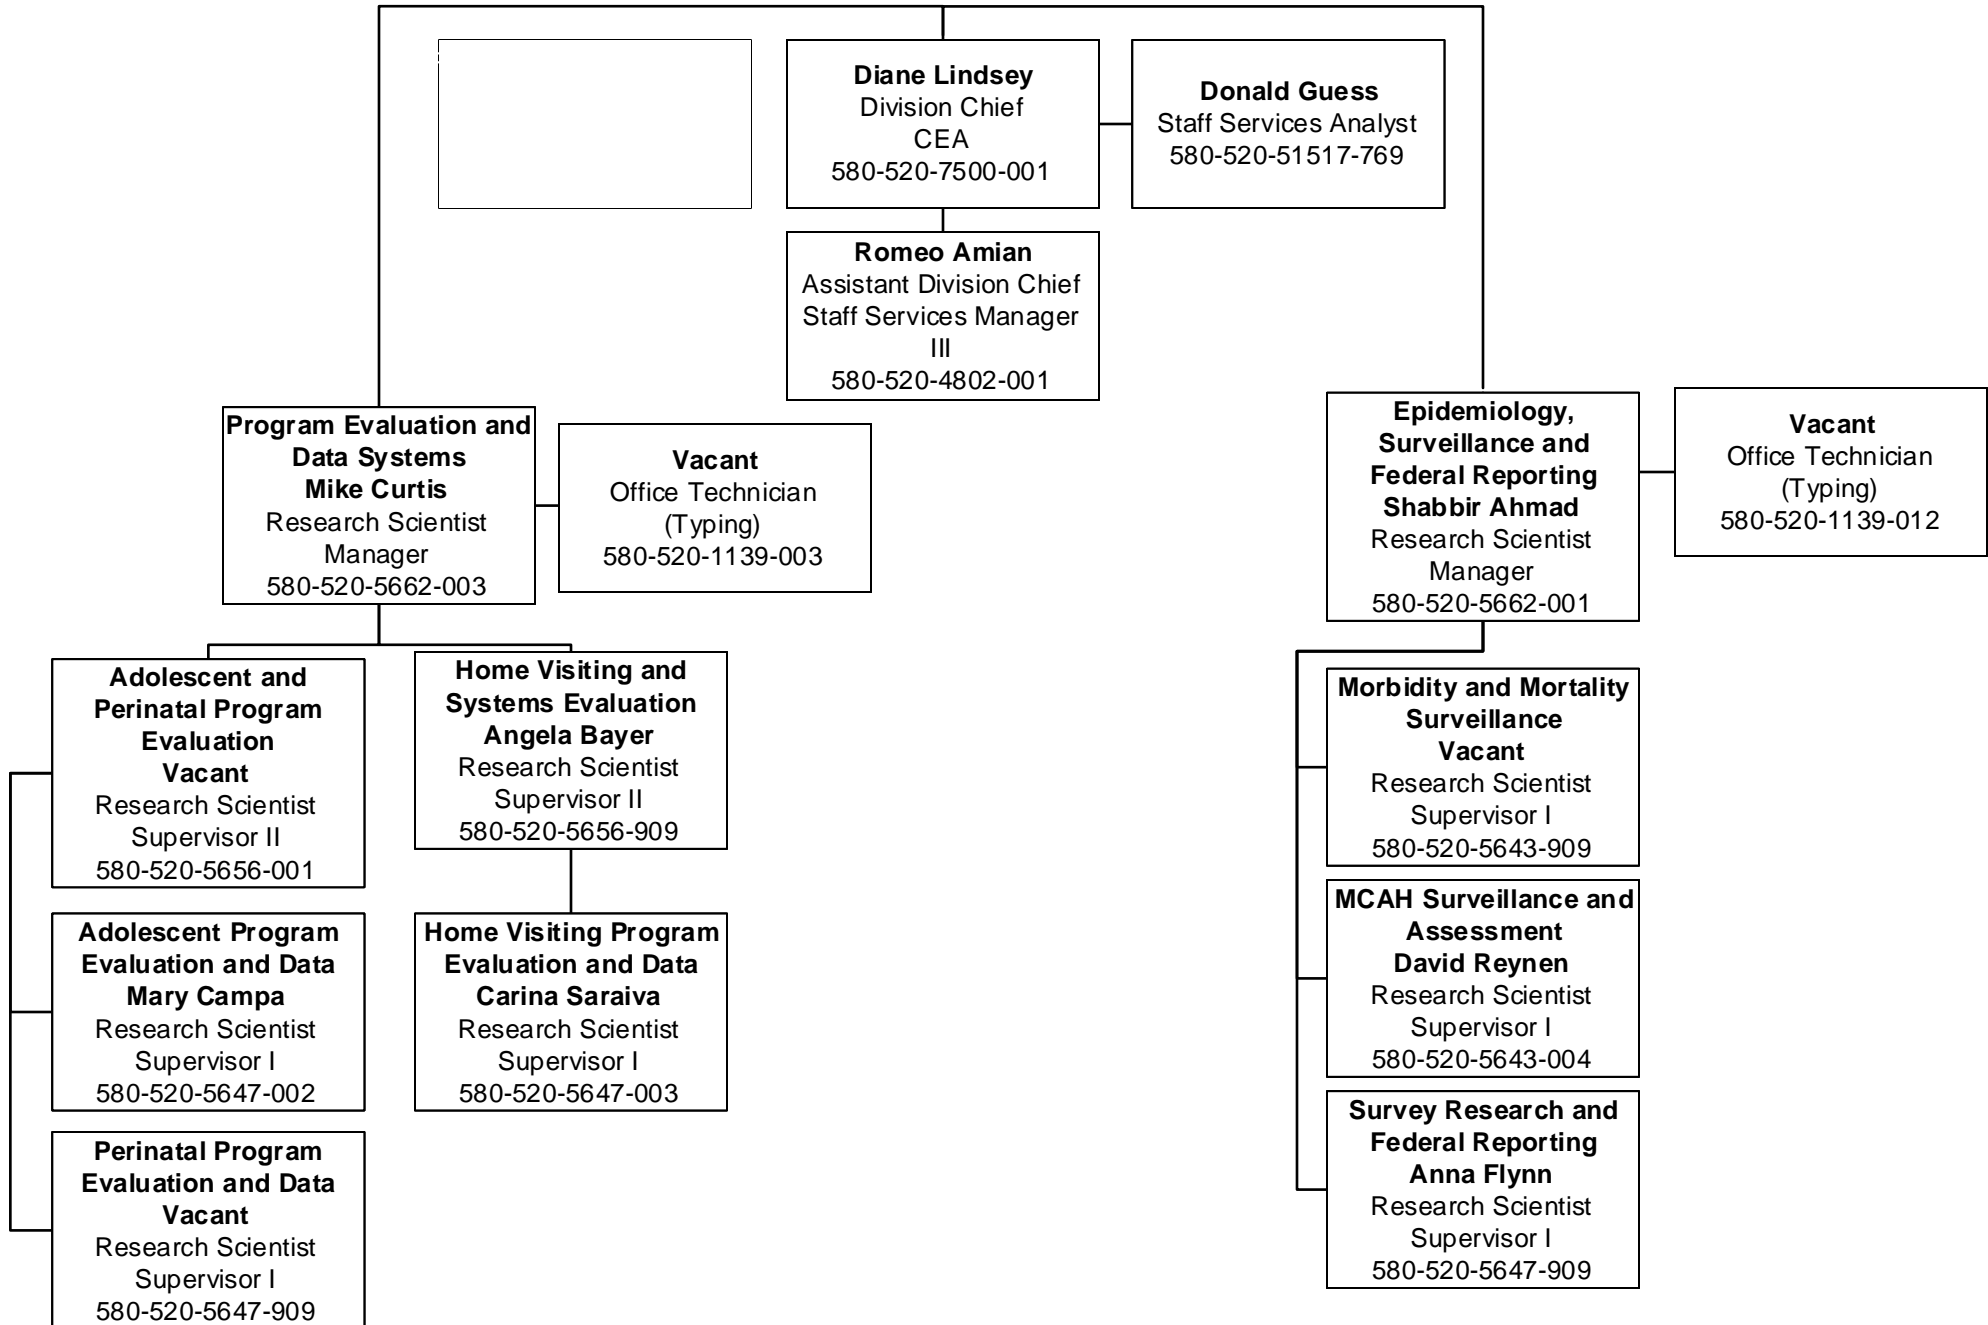 Diane Lindsey
Division Chief
CEA
580-520-7500-001
Donald Guess
Staff Services Analyst
580-520-51517-769
Romeo Amian
Assistant Division Chief
Staff Services Manager
III
580-520-4802-001
Program Evaluation and
Data Systems
Mike Curtis
Research Scientist
Manager
580-520-5662-003
Vacant
Office Technician
(Typing)
580-520-1139-003
Epidemiology,
Surveillance and
Federal Reporting
Shabbir Ahmad
Research Scientist
Manager
580-520-5662-001
Vacant
Office Technician
(Typing)
580-520-1139-012
Adolescent and
Perinatal Program
Evaluation
Vacant
Research Scientist
Supervisor II
580-520-5656-001
Home Visiting and
Systems Evaluation
Angela Bayer
Research Scientist
Supervisor II
580-520-5656-909
Morbidity and Mortality
Surveillance
Vacant
Research Scientist
Supervisor I
580-520-5643-909
Adolescent Program
Evaluation and Data
Mary Campa
Research Scientist
Supervisor I
580-520-5647-002
Home Visiting Program
Evaluation and Data
Carina Saraiva
Research Scientist
Supervisor I
580-520-5647-003
MCAH Surveillance and
Assessment
David Reynen
Research Scientist
Supervisor I
580-520-5643-004
Perinatal Program
Evaluation and Data
Vacant
Research Scientist
Supervisor I
580-520-5647-909
Survey Research and
Federal Reporting
Anna Flynn
Research Scientist
Supervisor I
580-520-5647-909